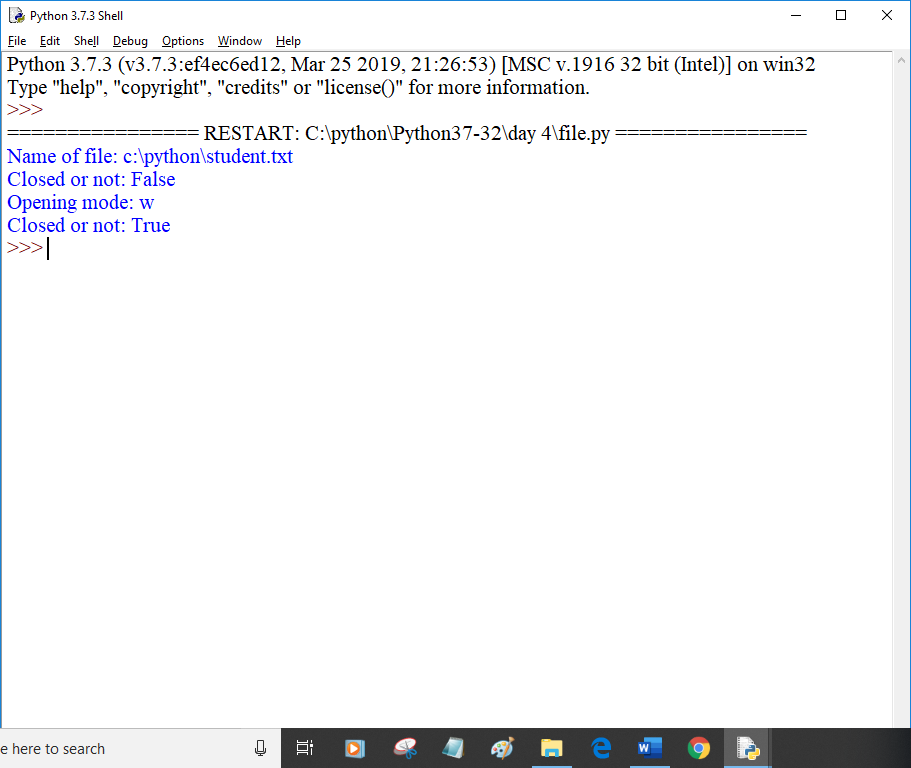 Python 3.7.3 Shell
File Edit Shell Debug Options Window Help
Python 3.7.3 (v3.7.3:ef4ec6ed12, Mar 25 2019, 21:26:53) [MSC v.1916 32 bit (Intel)] on win32
Type "help", "copyright", "credits" or "license()" for more information.
>>>
================ RESTART: C:\python\Python37-32\day 4\file.py ================
Name of file: c:\python\student.txt
Closed or not: False
Opening mode: w
Closed or not: True
>>>
e here to search